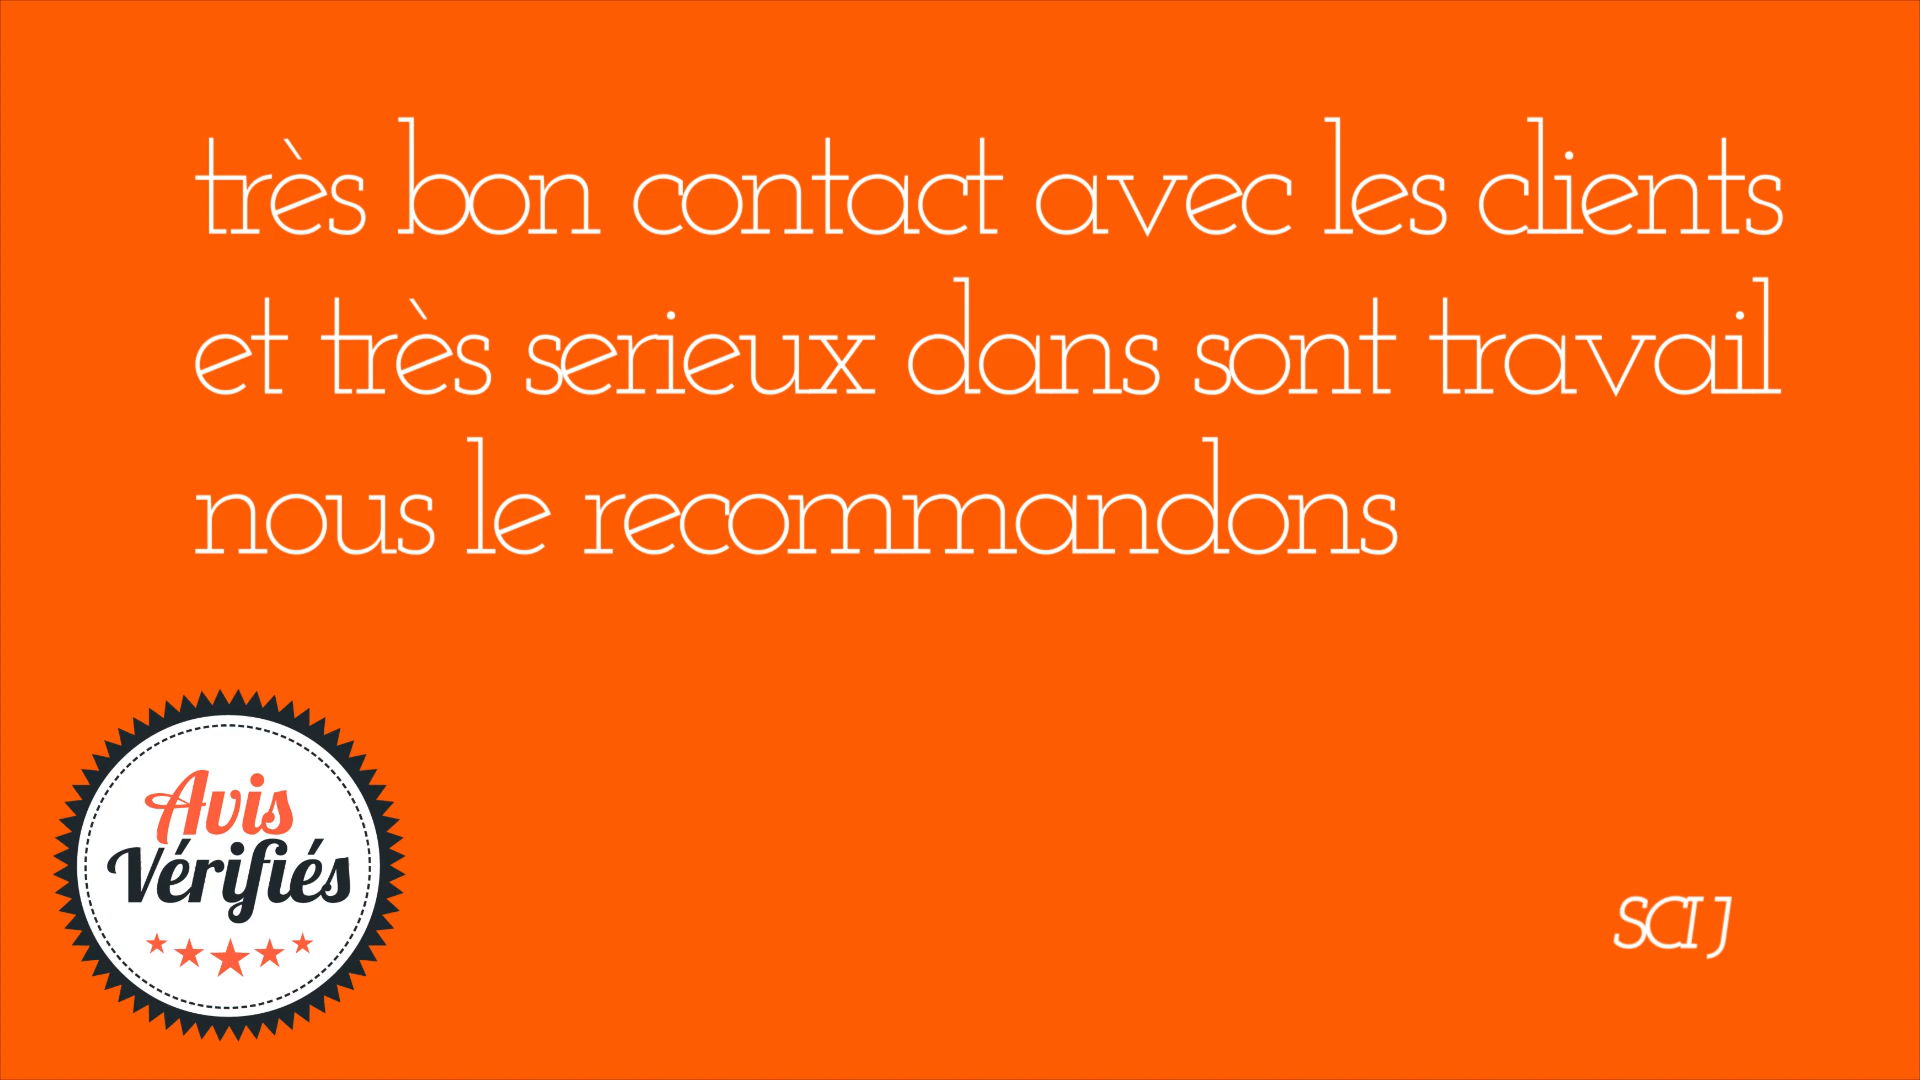 très bon contact avec les clients
et très serieux dans sont travail
nous le recommandons
Avis
Vérifiés
SCI J